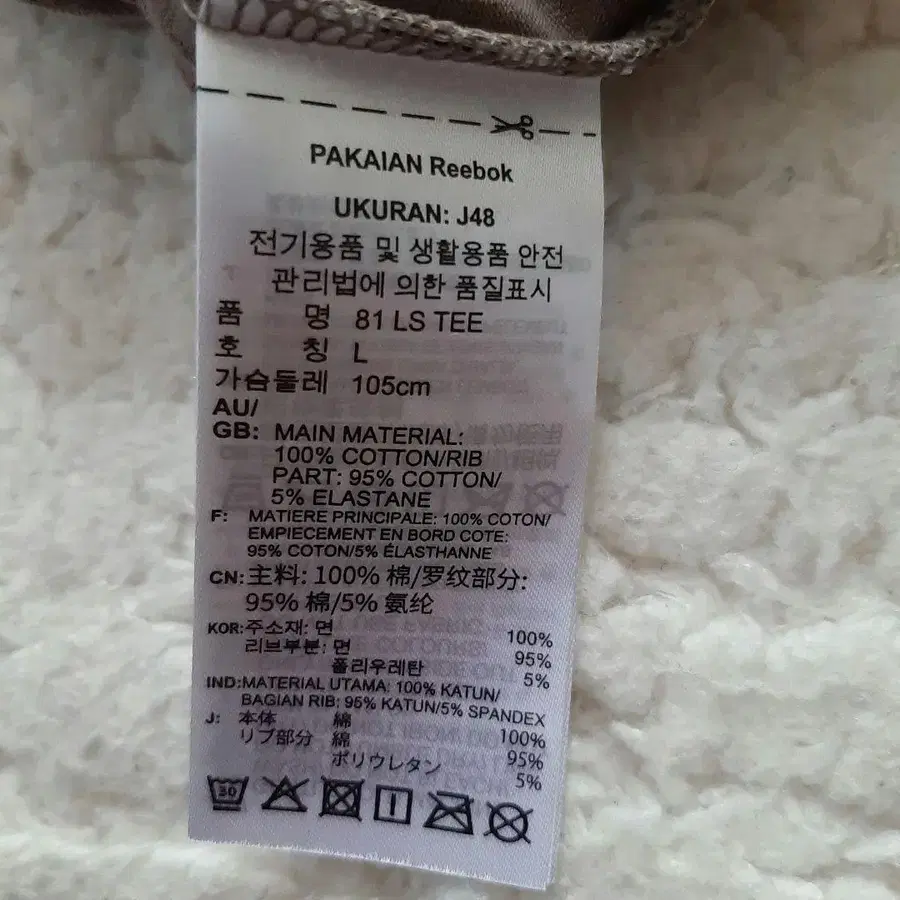 PAKAIAN Reebok
UKURAN: J48
전기용품 및 생활용품 안전
관리법에 의한 품질표시
품 명 81 LS TEE
호 칭 L
가슴둘레 105cm
AU/
GB: MAIN MATERIAL:
100% COTTON/RIB
PART: 95% COTTON/
5% ELASTANE
F: MATIERE PRINCIPALE: 100% COTON/
EMPIECEMENT EN BORD COTE:
95% COTON/5% ÉLASTHANNE
CN: 主料: 100% 棉/罗纹部分:
95% 棉/5% 氨纶
KOR: 주소재: 면 100%
리브부분: 면 95%
폴리우레탄 5%
IND: MATERIAL UTAMA: 100% KATUN/
BAGIAN RIB: 95% KATUN/5% SPANDEX
J: 本体 綿 100%
リブ部分 綿 95%
ポリウレタン 5%
30